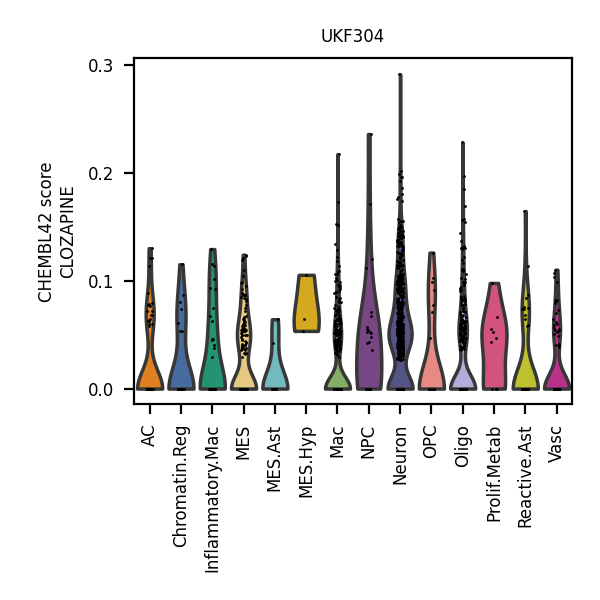 UKF304
CHEMBL42 score
CLOZAPINE
0.3
0.2
0.1
0.0
AC
Chromatin.Reg
Inflammatory.Mac
MES
MES.Ast
MES.Hyp
Mac
NPC
Neuron
OPC
Oligo
Prolif.Metab
Reactive.Ast
Vasc